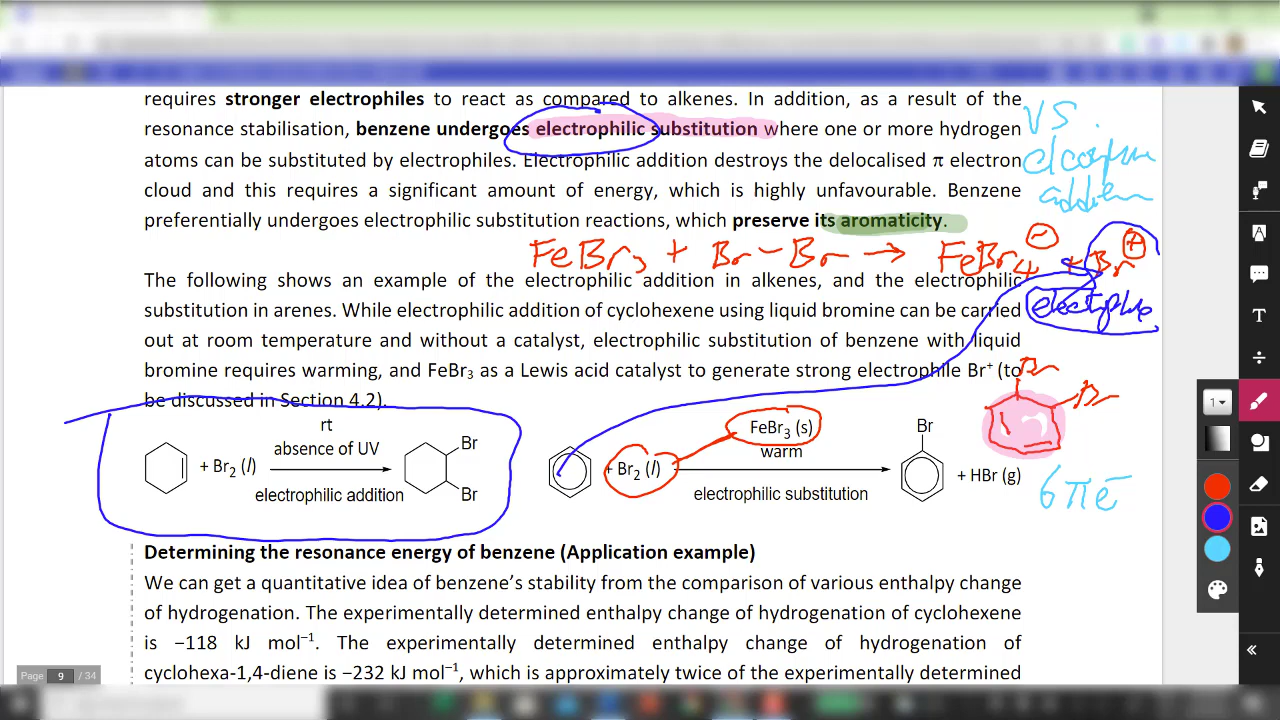 requires stronger electrophiles to react as compared to alkenes. In addition, as a result of the
resonance stabilisation, benzene undergoes electrophilic substitution where one or more hydrogen
atoms can be substituted by electrophiles. Electrophilic addition destroys the delocalised π electron
cloud and this requires a significant amount of energy, which is highly unfavourable. Benzene
preferentially undergoes electrophilic substitution reactions, which preserve its aromaticity.
VS.
FeBr3 + Br – Br → FeBr4 ⊖ + Br ⊕
The following shows an example of the electrophilic addition in alkenes, and the electrophilic
substitution in arenes. While electrophilic addition of cyclohexene using liquid bromine can be carried
out at room temperature and without a catalyst, electrophilic substitution of benzene with liquid
bromine requires warming, and FeBr₃ as a Lewis acid catalyst to generate strong electrophile Br⁺ (to
be discussed in Section 4.2).
rt
absence of UV
+ Br₂ (l)
electrophilic addition
Br
Br
+ Br₂ (l)
FeBr₃ (s)
warm
electrophilic substitution
Br
+ HBr (g)
Br
Br
6 π e⁻
Determining the resonance energy of benzene (Application example)
We can get a quantitative idea of benzene’s stability from the comparison of various enthalpy change
of hydrogenation. The experimentally determined enthalpy change of hydrogenation of cyclohexene
is −118 kJ mol⁻¹. The experimentally determined enthalpy change of hydrogenation of
cyclohexa-1,4-diene is −232 kJ mol⁻¹, which is approximately twice of the experimentally determined
Page 9 / 34
T
1